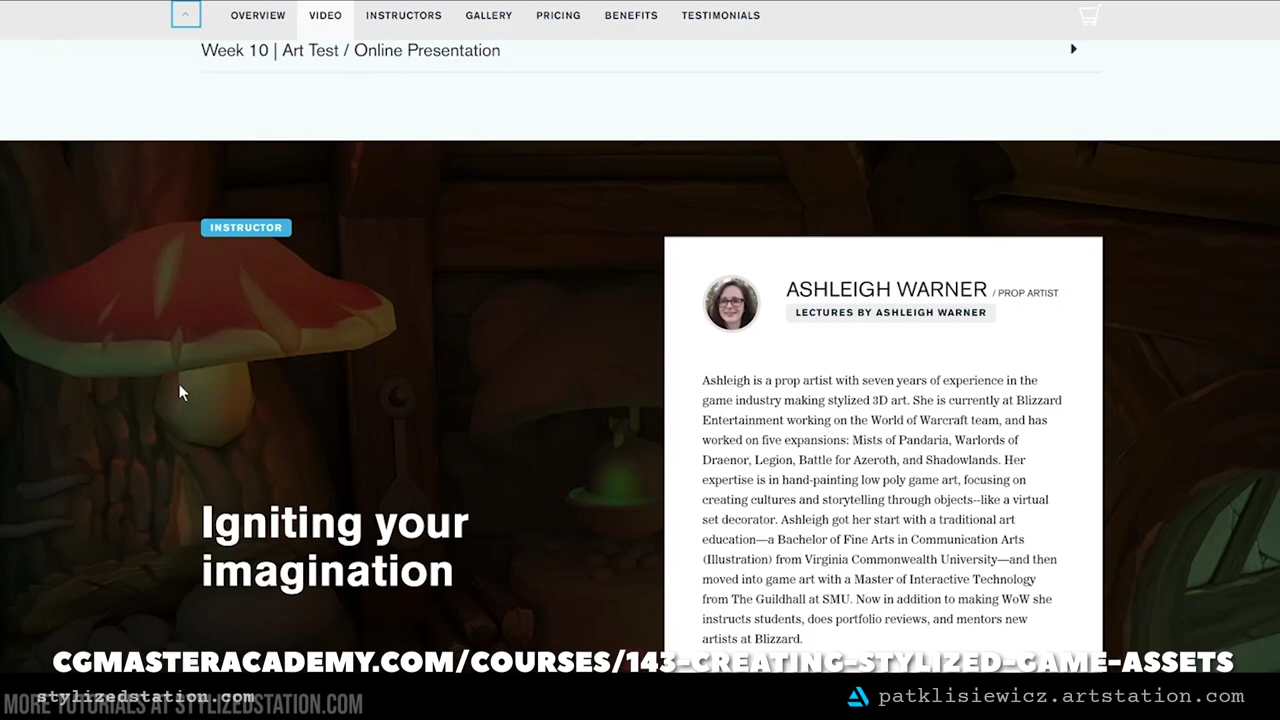 OVERVIEW VIDEO INSTRUCTORS GALLERY PRICING BENEFITS TESTIMONIALS
Week 10 | Art Test / Online Presentation
INSTRUCTOR
Igniting your
imagination
ASHLEIGH WARNER / PROP ARTIST
LECTURES BY ASHLEIGH WARNER
Ashleigh is a prop artist with seven years of experience in the
game industry making stylized 3D art. She is currently at Blizzard
Entertainment working on the World of Warcraft team, and has
worked on five expansions: Mists of Pandaria, Warlords of
Draenor, Legion, Battle for Azeroth, and Shadowlands. Her
expertise is in hand-painting low poly game art, focusing on
creating cultures and storytelling through objects--like a virtual
set decorator. Ashleigh got her start with a traditional art
education—a Bachelor of Fine Arts in Communication Arts
(Illustration) from Virginia Commonwealth University—and then
moved into game art with a Master of Interactive Technology
from The Guildhall at SMU. Now in addition to making WoW she
instructs students, does portfolio reviews, and mentors new
artists at Blizzard.
CGMASTERACADEMY.COM/COURSES/143-CREATING-STYLIZED-GAME-ASSETS
stylizedstation.com
MORE TUTORIALS AT STYLIZEDSTATION.COM
patklisiewicz.artstation.com